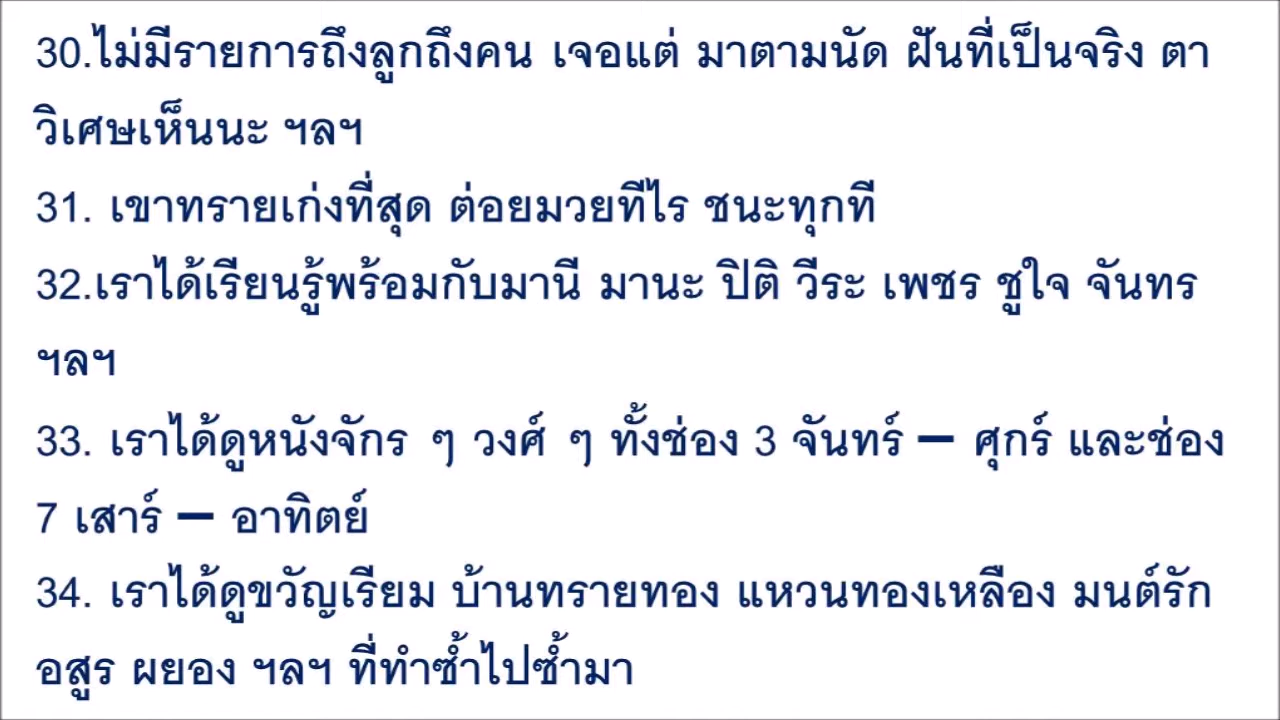 30.ไม่มีรายการถึงลูกถึงคน เจอแต่ มาตามนัด ฝันที่เป็นจริง ตา
วิเศษเห็นนะ ฯลฯ
31. เขาทรายเก่งที่สุด ต่อยมวยทีไร ชนะทุกที
32.เราได้เรียนรู้พร้อมกับมานี มานะ ปิติ วีระ เพชร ชูใจ จันทร
ฯลฯ
33. เราได้ดูหนังจักร ๆ วงศ์ ๆ ทั้งช่อง 3 จันทร์ – ศุกร์ และช่อง
7 เสาร์ – อาทิตย์
34. เราได้ดูขวัญเรียม บ้านทรายทอง แหวนทองเหลือง มนต์รัก
อสูร ผยอง ฯลฯ ที่ทำซ้ำไปซ้ำมา